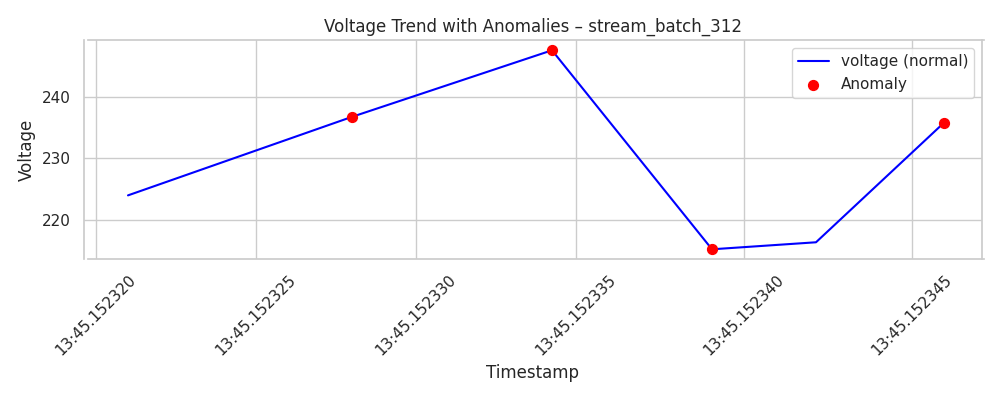 Voltage Trend with Anomalies – stream_batch_312
voltage (normal)
Anomaly
Voltage
240
230
220
13:45.152320
13:45.152325
13:45.152330
13:45.152335
13:45.152340
13:45.152345
Timestamp